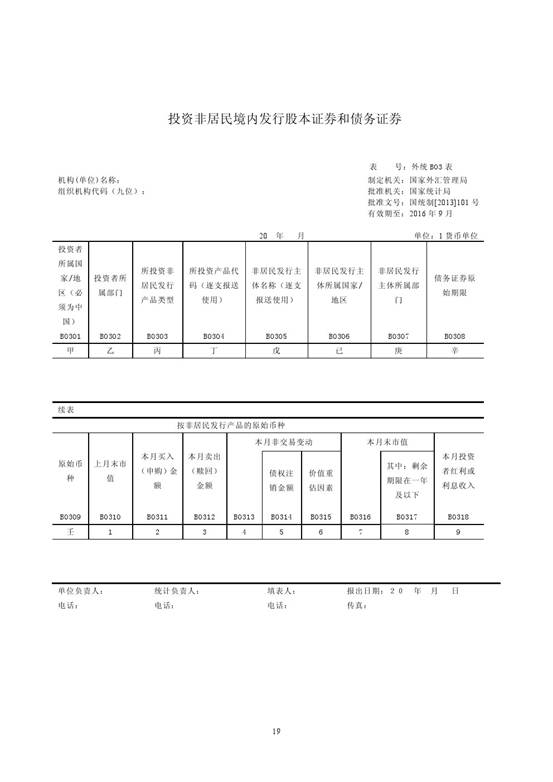 投资非居民境内发行股本证券和债务证券
表　　号：外统 B03 表
机构(单位)名称：　　制定机关：国家外汇管理局
组织机构代码（九位）：　　批准机关：国家统计局
批准文号：国统制[2013]101 号
有效期至：2016 年 9 月
20　年　月　　单位：1 货币单位
投资者所属国家/地区（必须为中国）　投资者所属部门　所投资非居民发行产品类型　所投资产品代码（逐支报送使用）　非居民发行主体名称（逐支报送使用）　非居民发行主体所属国家/地区　非居民发行主体所属部门　债务证券原始期限
B0301　B0302　B0303　B0304　B0305　B0306　B0307　B0308
甲　乙　丙　丁　戊　己　庚　辛
续表
按非居民发行产品的原始币种
原始币种　上月末市值　本月买入（申购）金额　本月卖出（赎回）金额　本月非交易变动　债权注销金额　价值重估因素　本月末市值　其中：剩余期限在一年及以下　本月投资者红利或利息收入
B0309　B0310　B0311　B0312　B0313　B0314　B0315　B0316　B0317　B0318
壬　1　2　3　4　5　6　7　8　9
单位负责人：　统计负责人：　填表人：　报出日期：２０　年　月　日
电话：　电话：　电话：　传真：
19